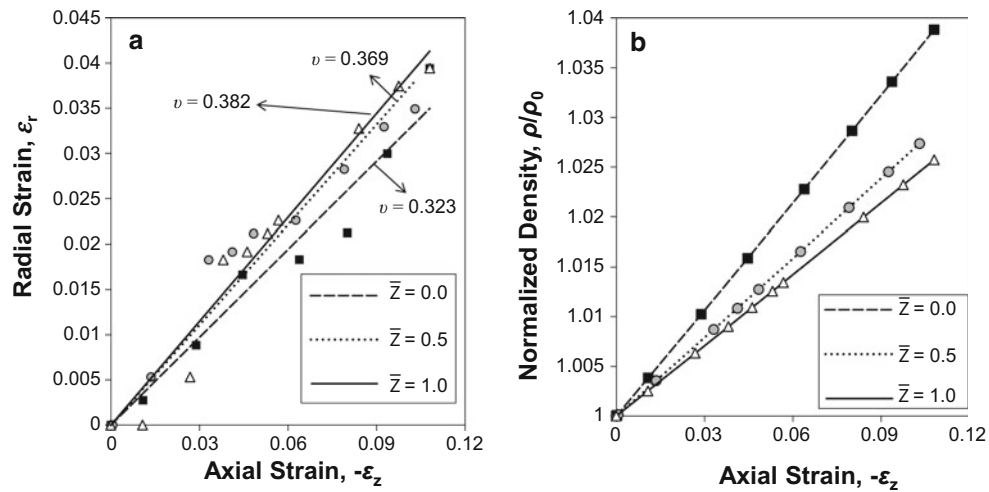 a
0.045
0.04
0.035
0.03
0.025
0.02
0.015
0.01
0.005
0
0
0.03
0.06
0.09
0.12
Radial Strain, εr
Axial Strain, -εz
υ = 0.369
υ = 0.382
υ = 0.323
Z̅ = 0.0
Z̅ = 0.5
Z̅ = 1.0
b
1.04
1.035
1.03
1.025
1.02
1.015
1.01
1.005
1
0
0.03
0.06
0.09
0.12
Normalized Density, ρ/ρ0
Axial Strain, -εz
Z̅ = 0.0
Z̅ = 0.5
Z̅ = 1.0